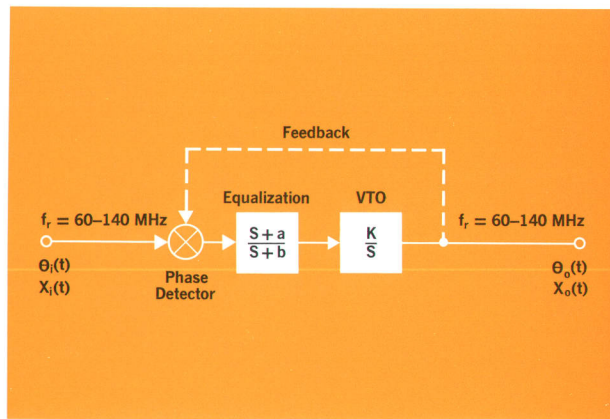 Feedback
Equalization
VTO
f_r = 60–140 MHz
S + a
S + b
K
S
f_r = 60–140 MHz
Θ_i(t)
X_i(t)
Phase
Detector
Θ_o(t)
X_o(t)